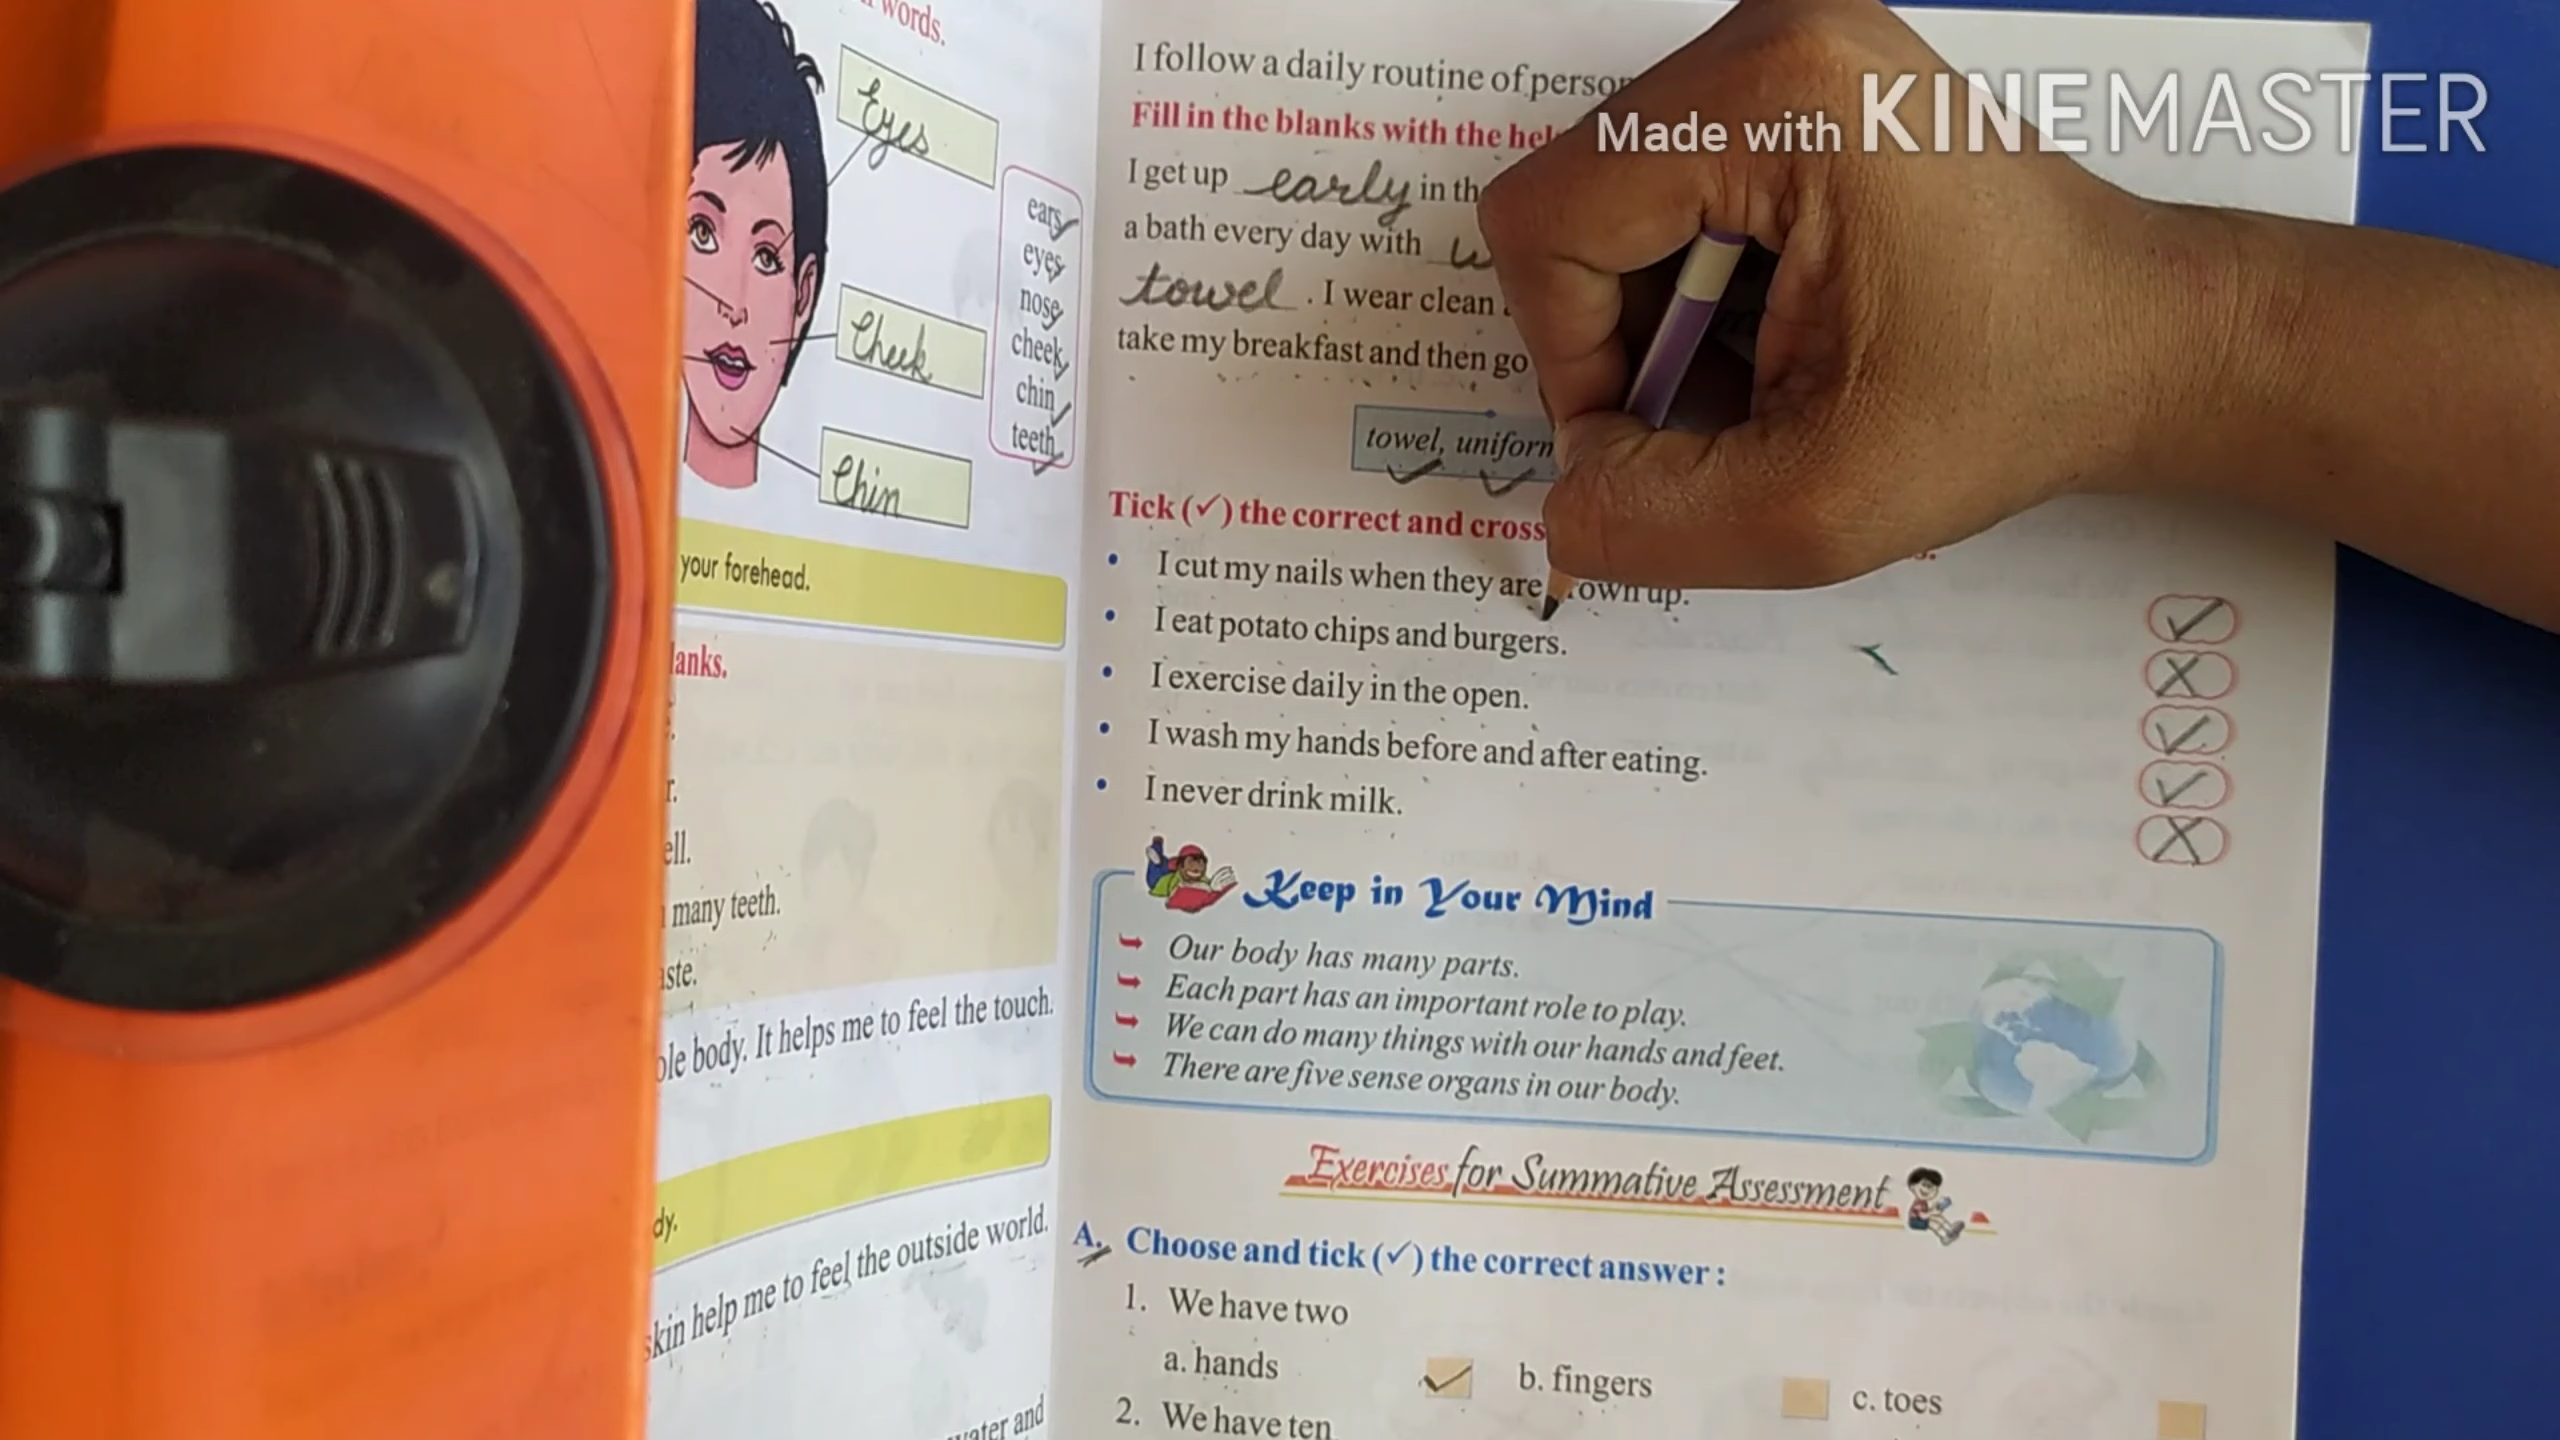 words.
Eyes
Cheek
Chin
ears
eyes
nose
cheek
chin
teeth
your forehead.
lanks.
r.
ell.
many teeth.
aste.
ole body. It helps me to feel the touch.
dy.
skin help me to feel the outside world.
water and
I follow a daily routine of person
Fill in the blanks with the hel
I get up early in th
a bath every day with w
towel. I wear clean
take my breakfast and then go
towel, uniform
Tick (✓) the correct and cross
• I cut my nails when they are grown up. ✓
• I eat potato chips and burgers. X
• I exercise daily in the open. ✓
• I wash my hands before and after eating. ✓
• I never drink milk. X
Keep in Your Mind
Our body has many parts.
Each part has an important role to play.
We can do many things with our hands and feet.
There are five sense organs in our body.
Exercises for Summative Assessment
A. Choose and tick (✓) the correct answer :
1. We have two
a. hands ✓ b. fingers c. toes
2. We have ten
Made with KINEMASTER